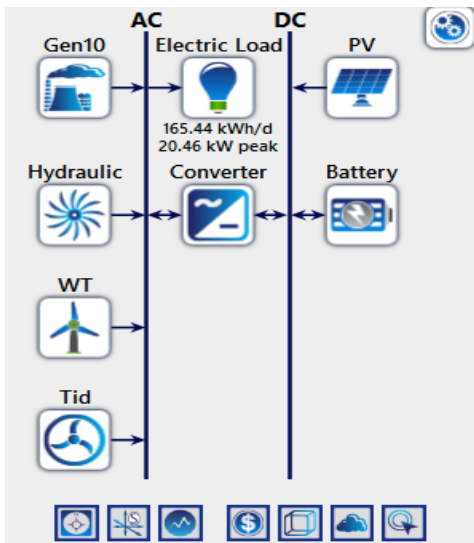 AC DC
Gen10 Electric Load PV
165.44 kWh/d
20.46 kW peak
Hydraulic Converter Battery
WT
Tid